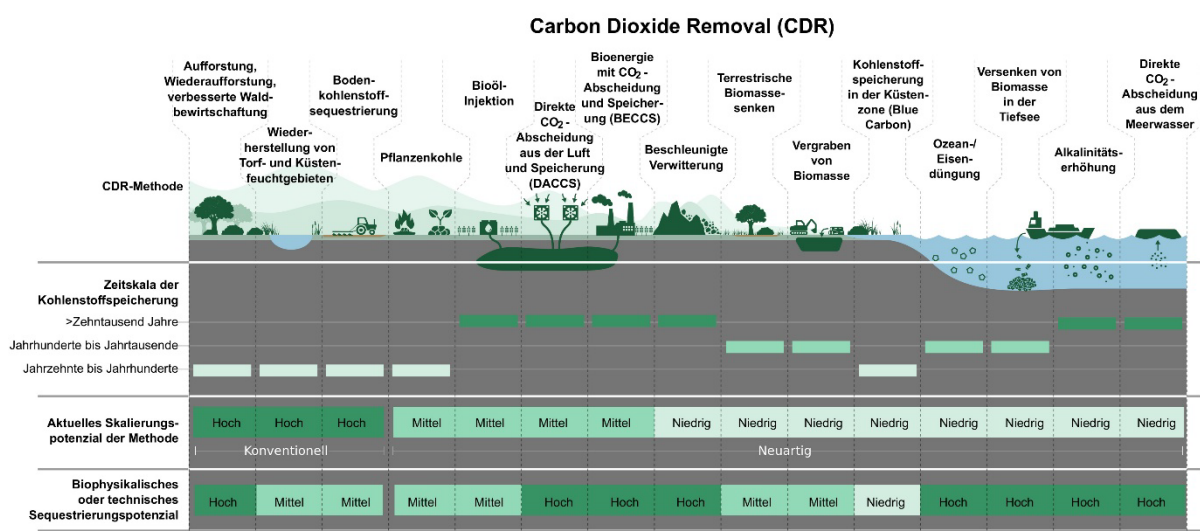 Carbon Dioxide Removal (CDR)
Aufforstung,
Wiederaufforstung,
verbesserte Wald-
bewirtschaftung
Wieder-
herstellung von
Torf- und Küsten-
feuchtgebieten
Boden-
kohlenstoff-
sequestrierung
Pflanzenkohle
Bioöl-
Injektion
Direkte
CO2 -
Abscheidung
aus der Luft
und Speicherung
(DACCS)
Bioenergie
mit CO2 -
Abscheidung
und Speicher-
ung (BECCS)
Beschleunigte
Verwitterung
Terrestrische
Biomasse-
senken
Vergraben
von
Biomasse
Kohlenstoff-
speicherung
in der Küsten-
zone (Blue
Carbon)
Ozean-/
Eisen-
düngung
Versenken von
Biomasse
in der
Tiefsee
Alkalinitäts-
erhöhung
Direkte
CO2 -
Abscheidung
aus dem
Meerwasser
CDR-Methode
Zeitskala der
Kohlenstoffspeicherung
>Zehntausend Jahre
Jahrhunderte bis Jahrtausende
Jahrzehnte bis Jahrhunderte
Aktuelles Skalierungs-
potenzial der Methode
Hoch Hoch Hoch Mittel Mittel Mittel Mittel Niedrig Niedrig Niedrig Niedrig Niedrig Niedrig Niedrig Niedrig
Konventionell Neuartig
Biophysikalisches
oder technisches
Sequestrierungspotenzial
Hoch Mittel Mittel Mittel Mittel Hoch Hoch Hoch Mittel Mittel Niedrig Hoch Hoch Hoch Hoch